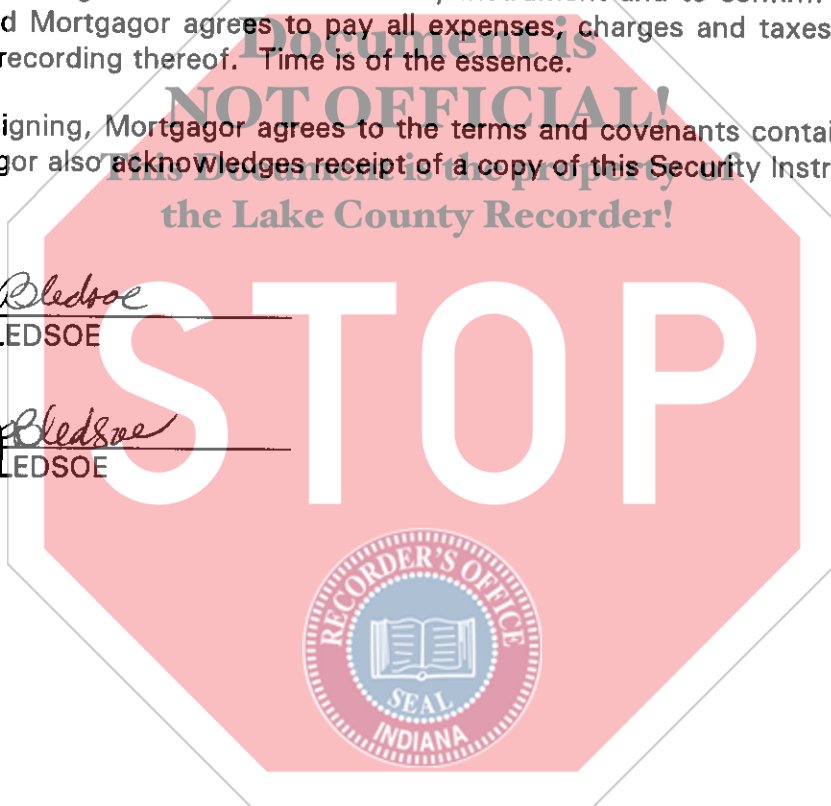 d Mortgagor agrees to pay all expenses, charges and taxes
Document is
recording thereof. Time is of the essence.
NOT OFFICIAL!
igning, Mortgagor agrees to the terms and covenants contai
gor also acknowledges receipt of a copy of this Security Instr
This Document is the property of
the Lake County Recorder!
Bledsoe
LEDSOE
STOP
Bledsoe
LEDSOE
RECORDER'S OFFICE
SEAL
INDIANA